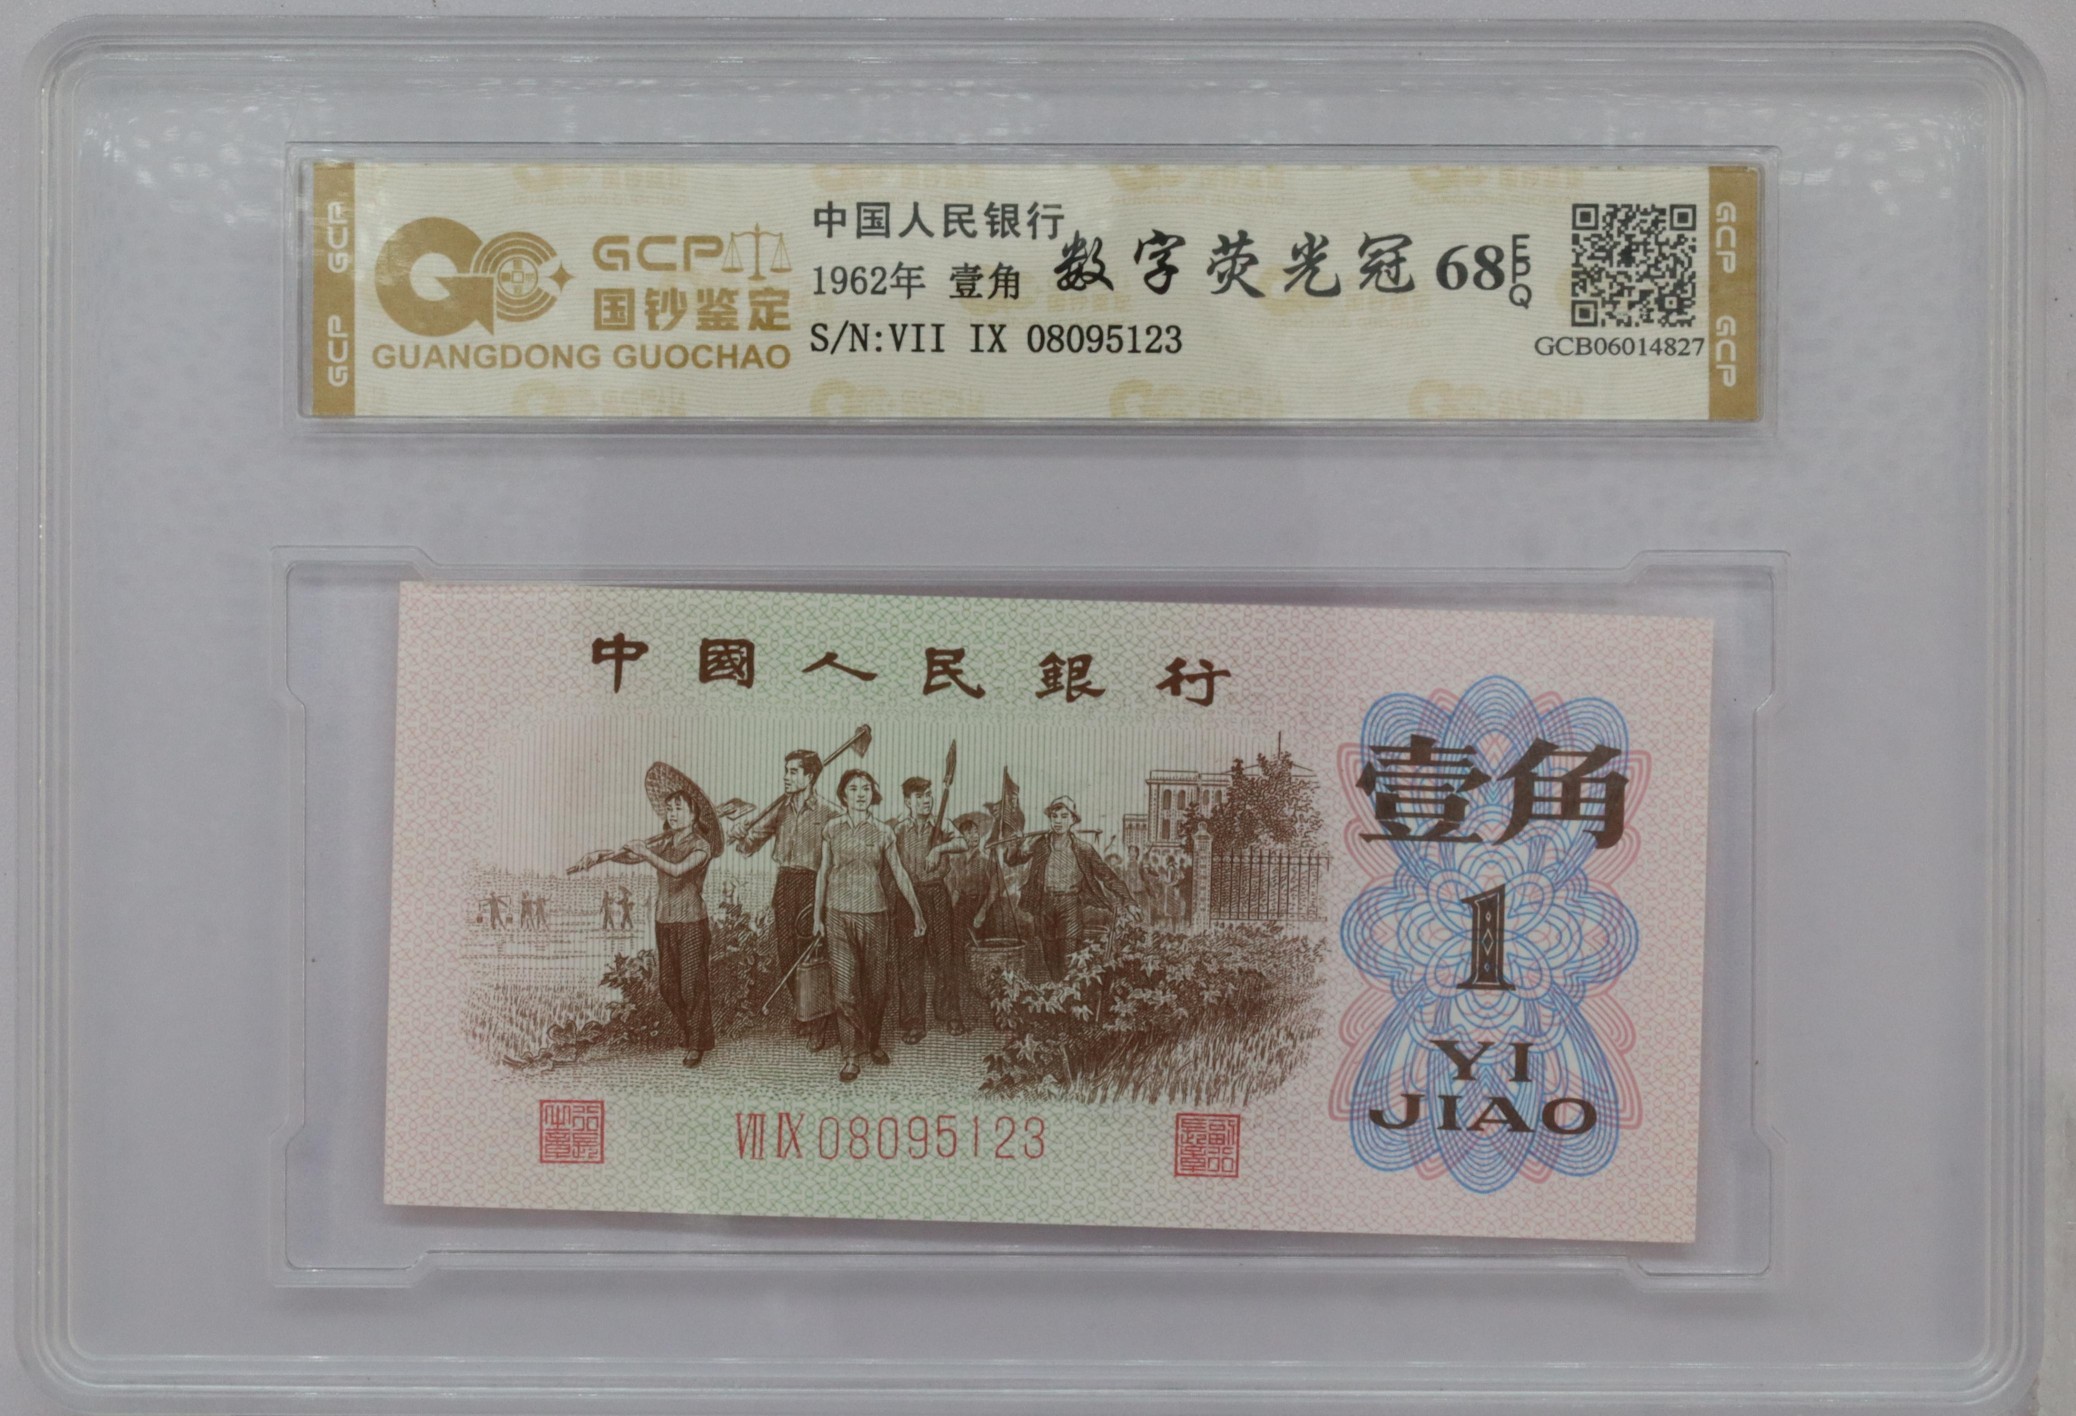 GCP
GCP
GCP
国钞鉴定
GUANGDONG GUOCHAO
中国人民银行
1962年 壹角
数字荧光冠 68 EPQ
S/N:VII IX 08095123
GCB06014827
GCP
GCP
中國人民銀行
壹角
1
YI
JIAO
VII IX 08095123